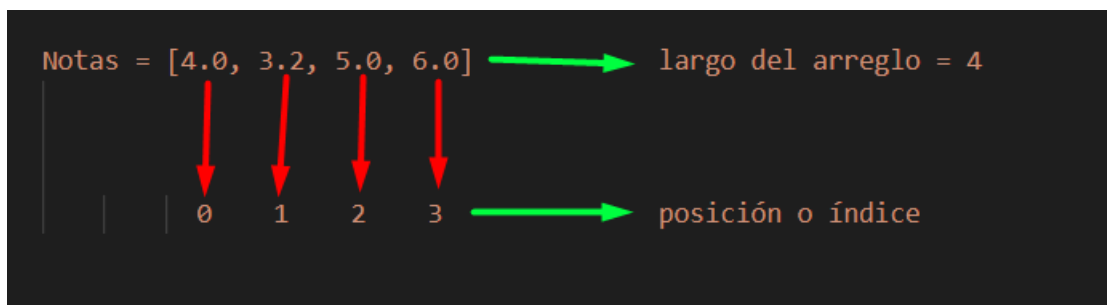 Notas = [4.0, 3.2, 5.0, 6.0] largo del arreglo = 4
0 1 2 3 posición o índice